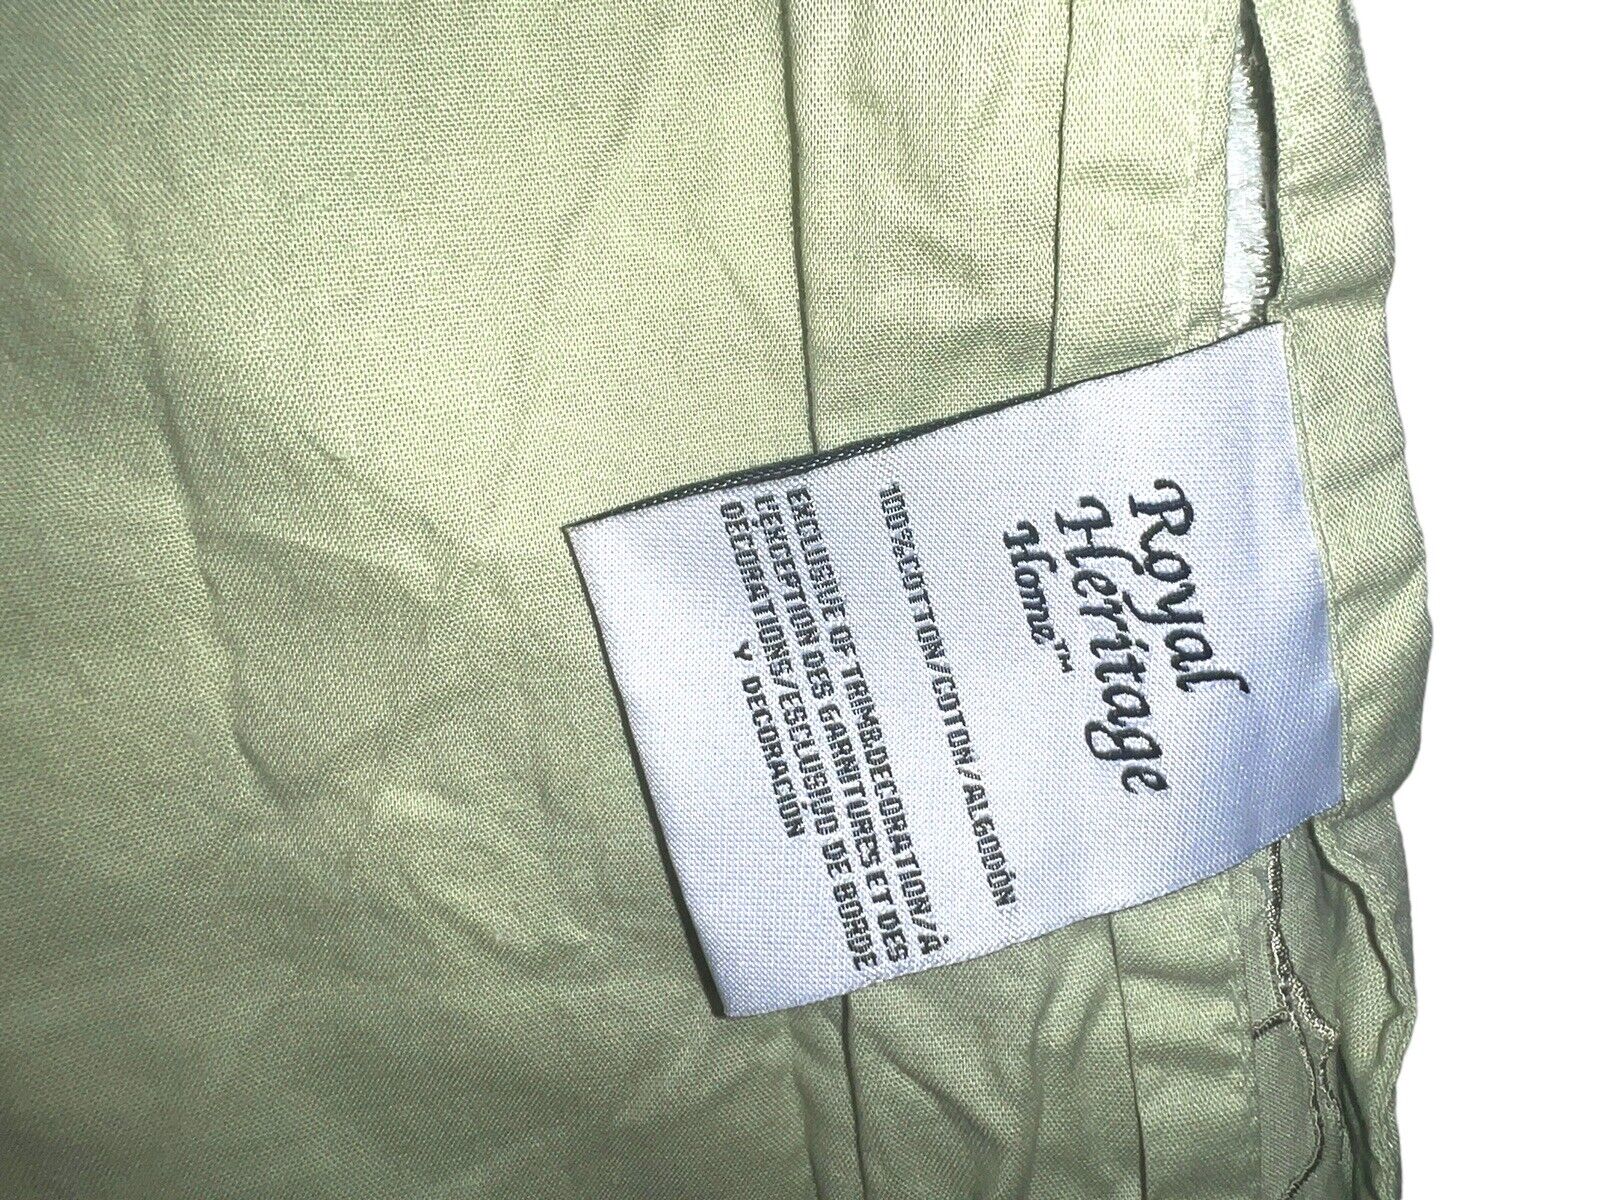 Royal
Heritage
Home™
100%COTTON/COTON/ALGODÓN
EXCLUSIVE OF TRIM&DECORATION/Á
L'EXCEPTION DES GARNITURES ET DES
DÉCORATIONS/ESCLUSIVO DE BORDE
Y DECORACIÓN